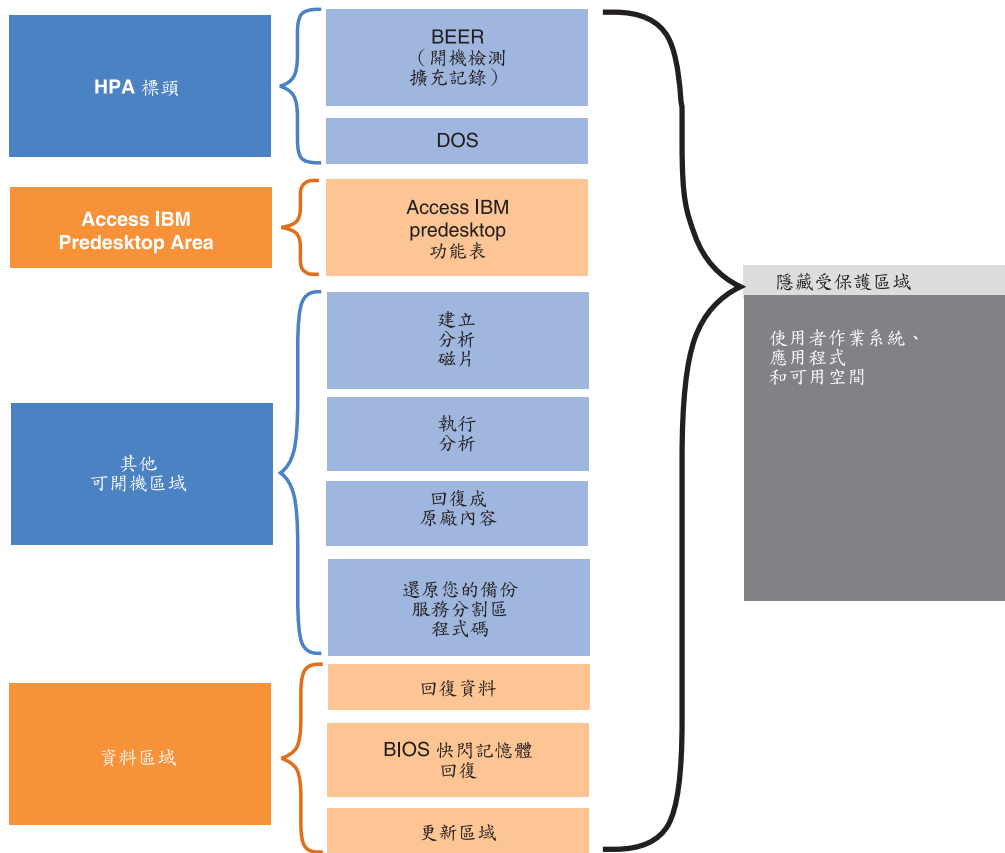 HPA 標頭
BEER
（開機檢測
擴充記錄）
DOS
Access IBM
Predesktop Area
Access IBM
predesktop
功能表
其他
可開機區域
建立
分析
磁片
執行
分析
回復成
原廠內容
還原您的備份
服務分割區
程式碼
資料區域
回復資料
BIOS 快閃記憶體
回復
更新區域
隱藏受保護區域
使用者作業系統、
應用程式
和可用空間